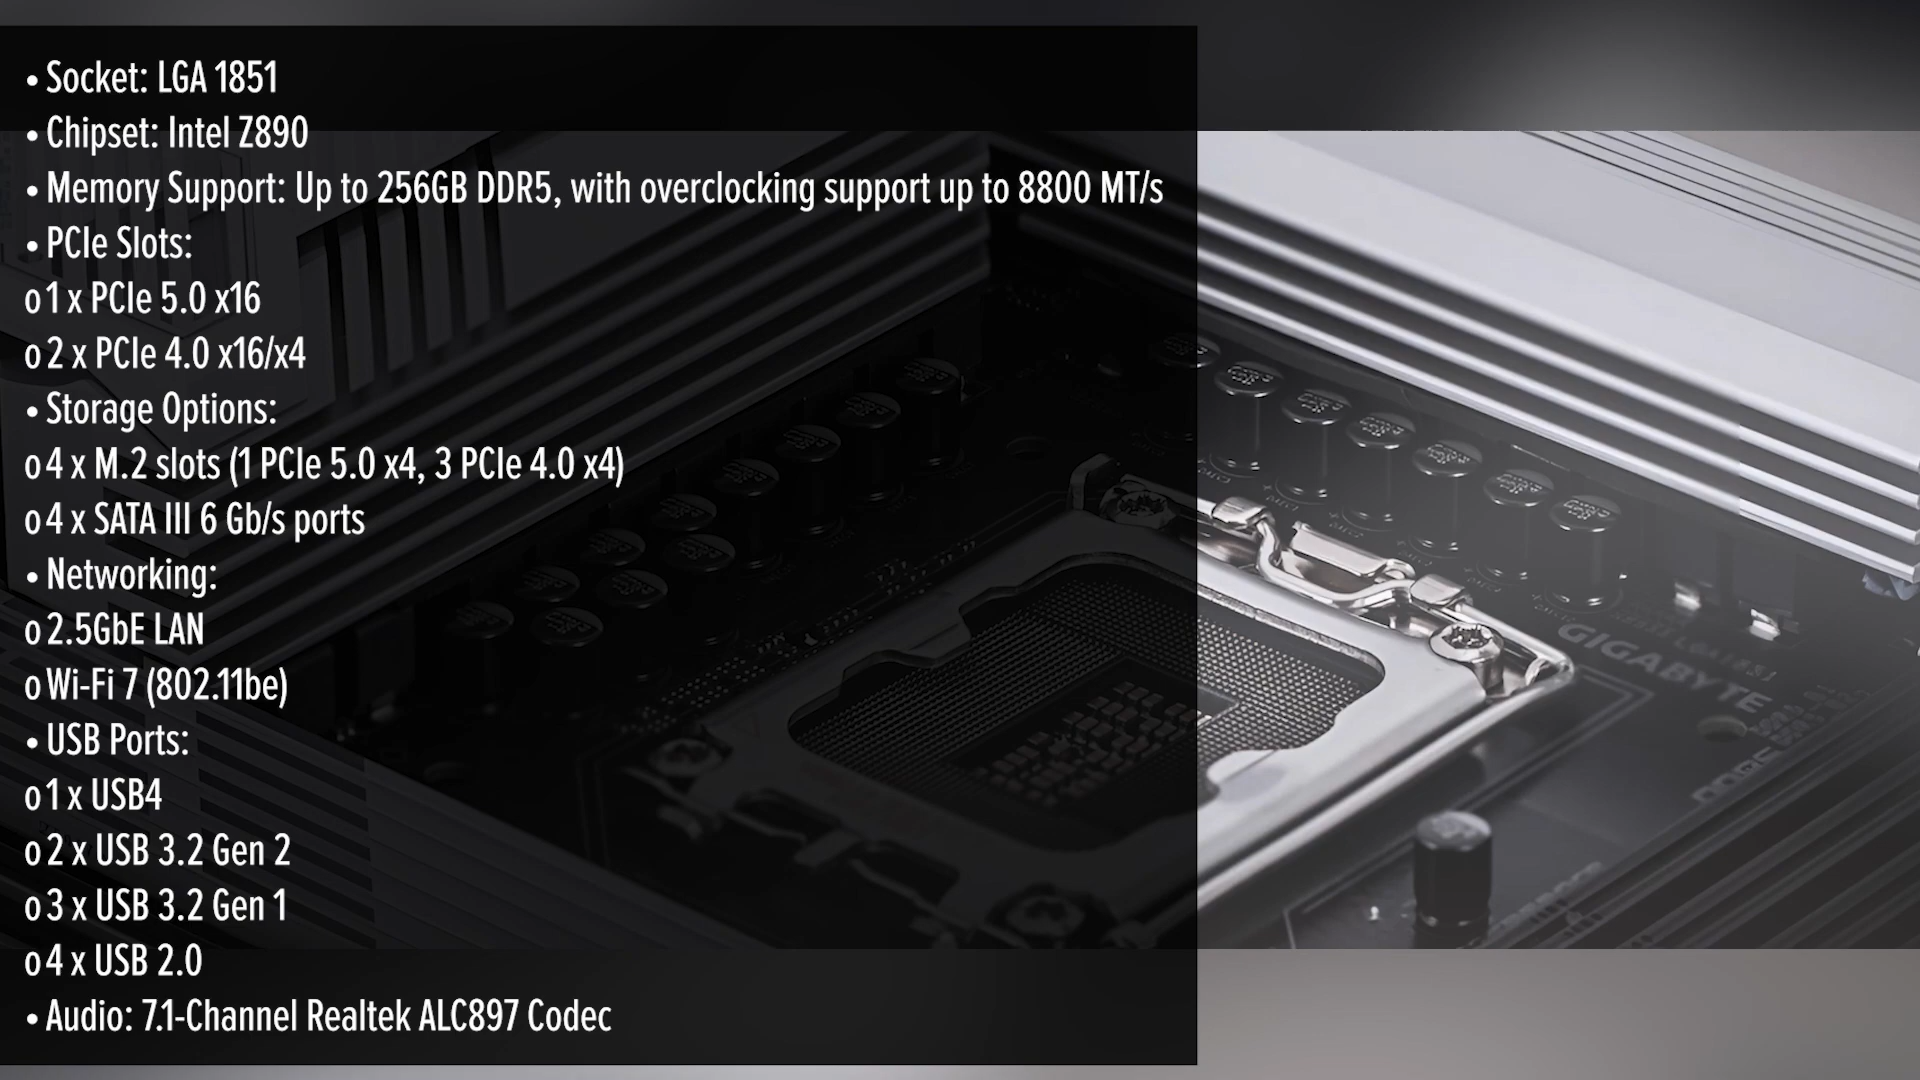 • Socket: LGA 1851
• Chipset: Intel Z890
• Memory Support: Up to 256GB DDR5, with overclocking support up to 8800 MT/s
• PCIe Slots:
o 1 x PCIe 5.0 x16
o 2 x PCIe 4.0 x16/x4
• Storage Options:
o 4 x M.2 slots (1 PCIe 5.0 x4, 3 PCIe 4.0 x4)
o 4 x SATA III 6 Gb/s ports
• Networking:
o 2.5GbE LAN
o Wi-Fi 7 (802.11be)
• USB Ports:
o 1 x USB4
o 2 x USB 3.2 Gen 2
o 3 x USB 3.2 Gen 1
o 4 x USB 2.0
• Audio: 7.1-Channel Realtek ALC897 Codec
GIGABYTE